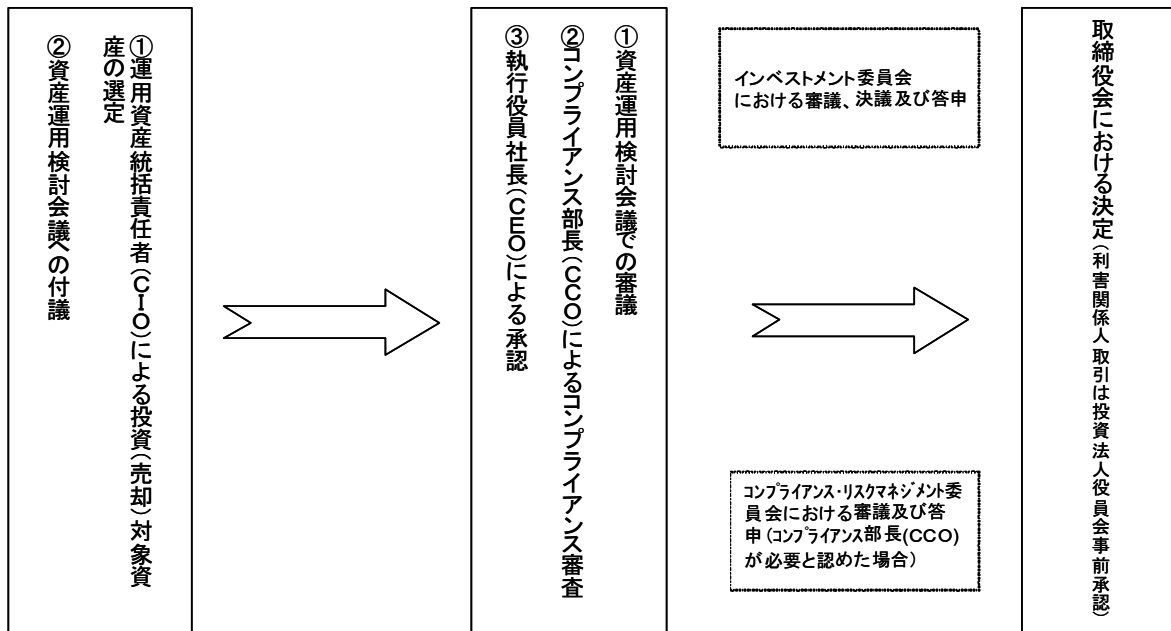 ①運用資産統括責任者(CIO)による投資(売却)対象資
産の選定
②資産運用検討会議への付議
①資産運用検討会議での審議
②コンプライアンス部長(CCO)によるコンプライアンス審査
③執行役員社長(CEO)による承認
インベストメント委員会
における審議、決議及び答申
コンプライアンス・リスクマネジメント委
員会における審議及び答
申(コンプライアンス部長(CCO)
が必要と認めた場合)
取締役会における決定(利害関係人取引は投資法人役員会事前承認)